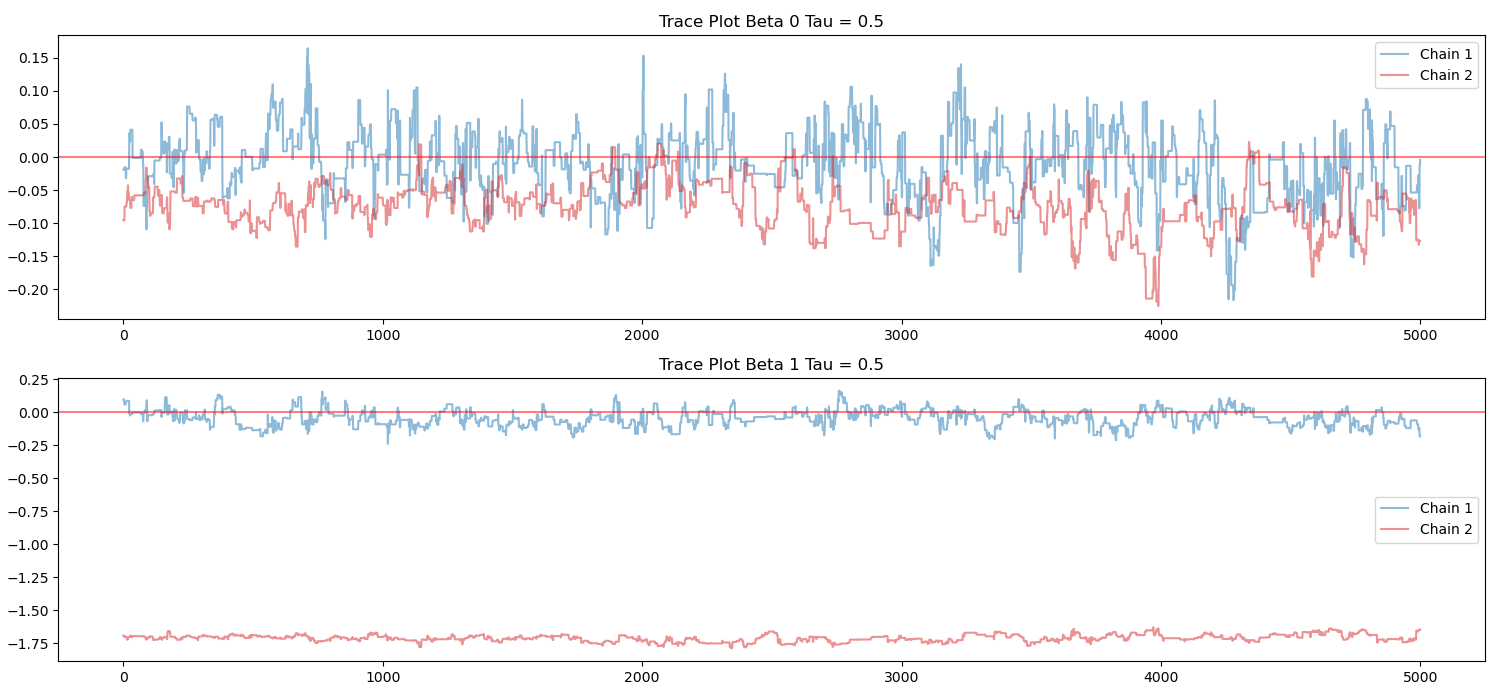 Trace Plot Beta 0 Tau = 0.5
Chain 1
Chain 2
0.15
0.10
0.05
0.00
−0.05
−0.10
−0.15
−0.20
0 1000 2000 3000 4000 5000
Trace Plot Beta 1 Tau = 0.5
0.25
0.00
−0.25
−0.50
−0.75
Chain 1
Chain 2
−1.00
−1.25
−1.50
−1.75
0 1000 2000 3000 4000 5000